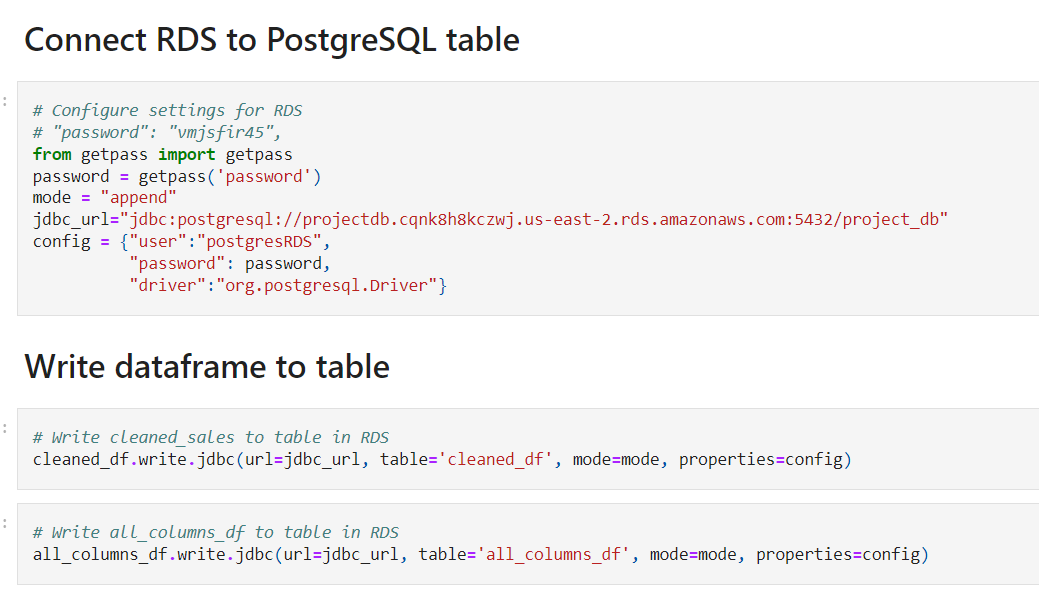 Connect RDS to PostgreSQL table
:
# Configure settings for RDS
# "password": "vmjsfir45",
from getpass import getpass
password = getpass('password')
mode = "append"
jdbc_url="jdbc:postgresql://projectdb.cqnk8h8kczwj.us-east-2.rds.amazonaws.com:5432/project_db"
config = {"user":"postgresRDS",
"password": password,
"driver":"org.postgresql.Driver"}
Write dataframe to table
:
# Write cleaned_sales to table in RDS
cleaned_df.write.jdbc(url=jdbc_url, table='cleaned_df', mode=mode, properties=config)
:
# Write all_columns_df to table in RDS
all_columns_df.write.jdbc(url=jdbc_url, table='all_columns_df', mode=mode, properties=config)